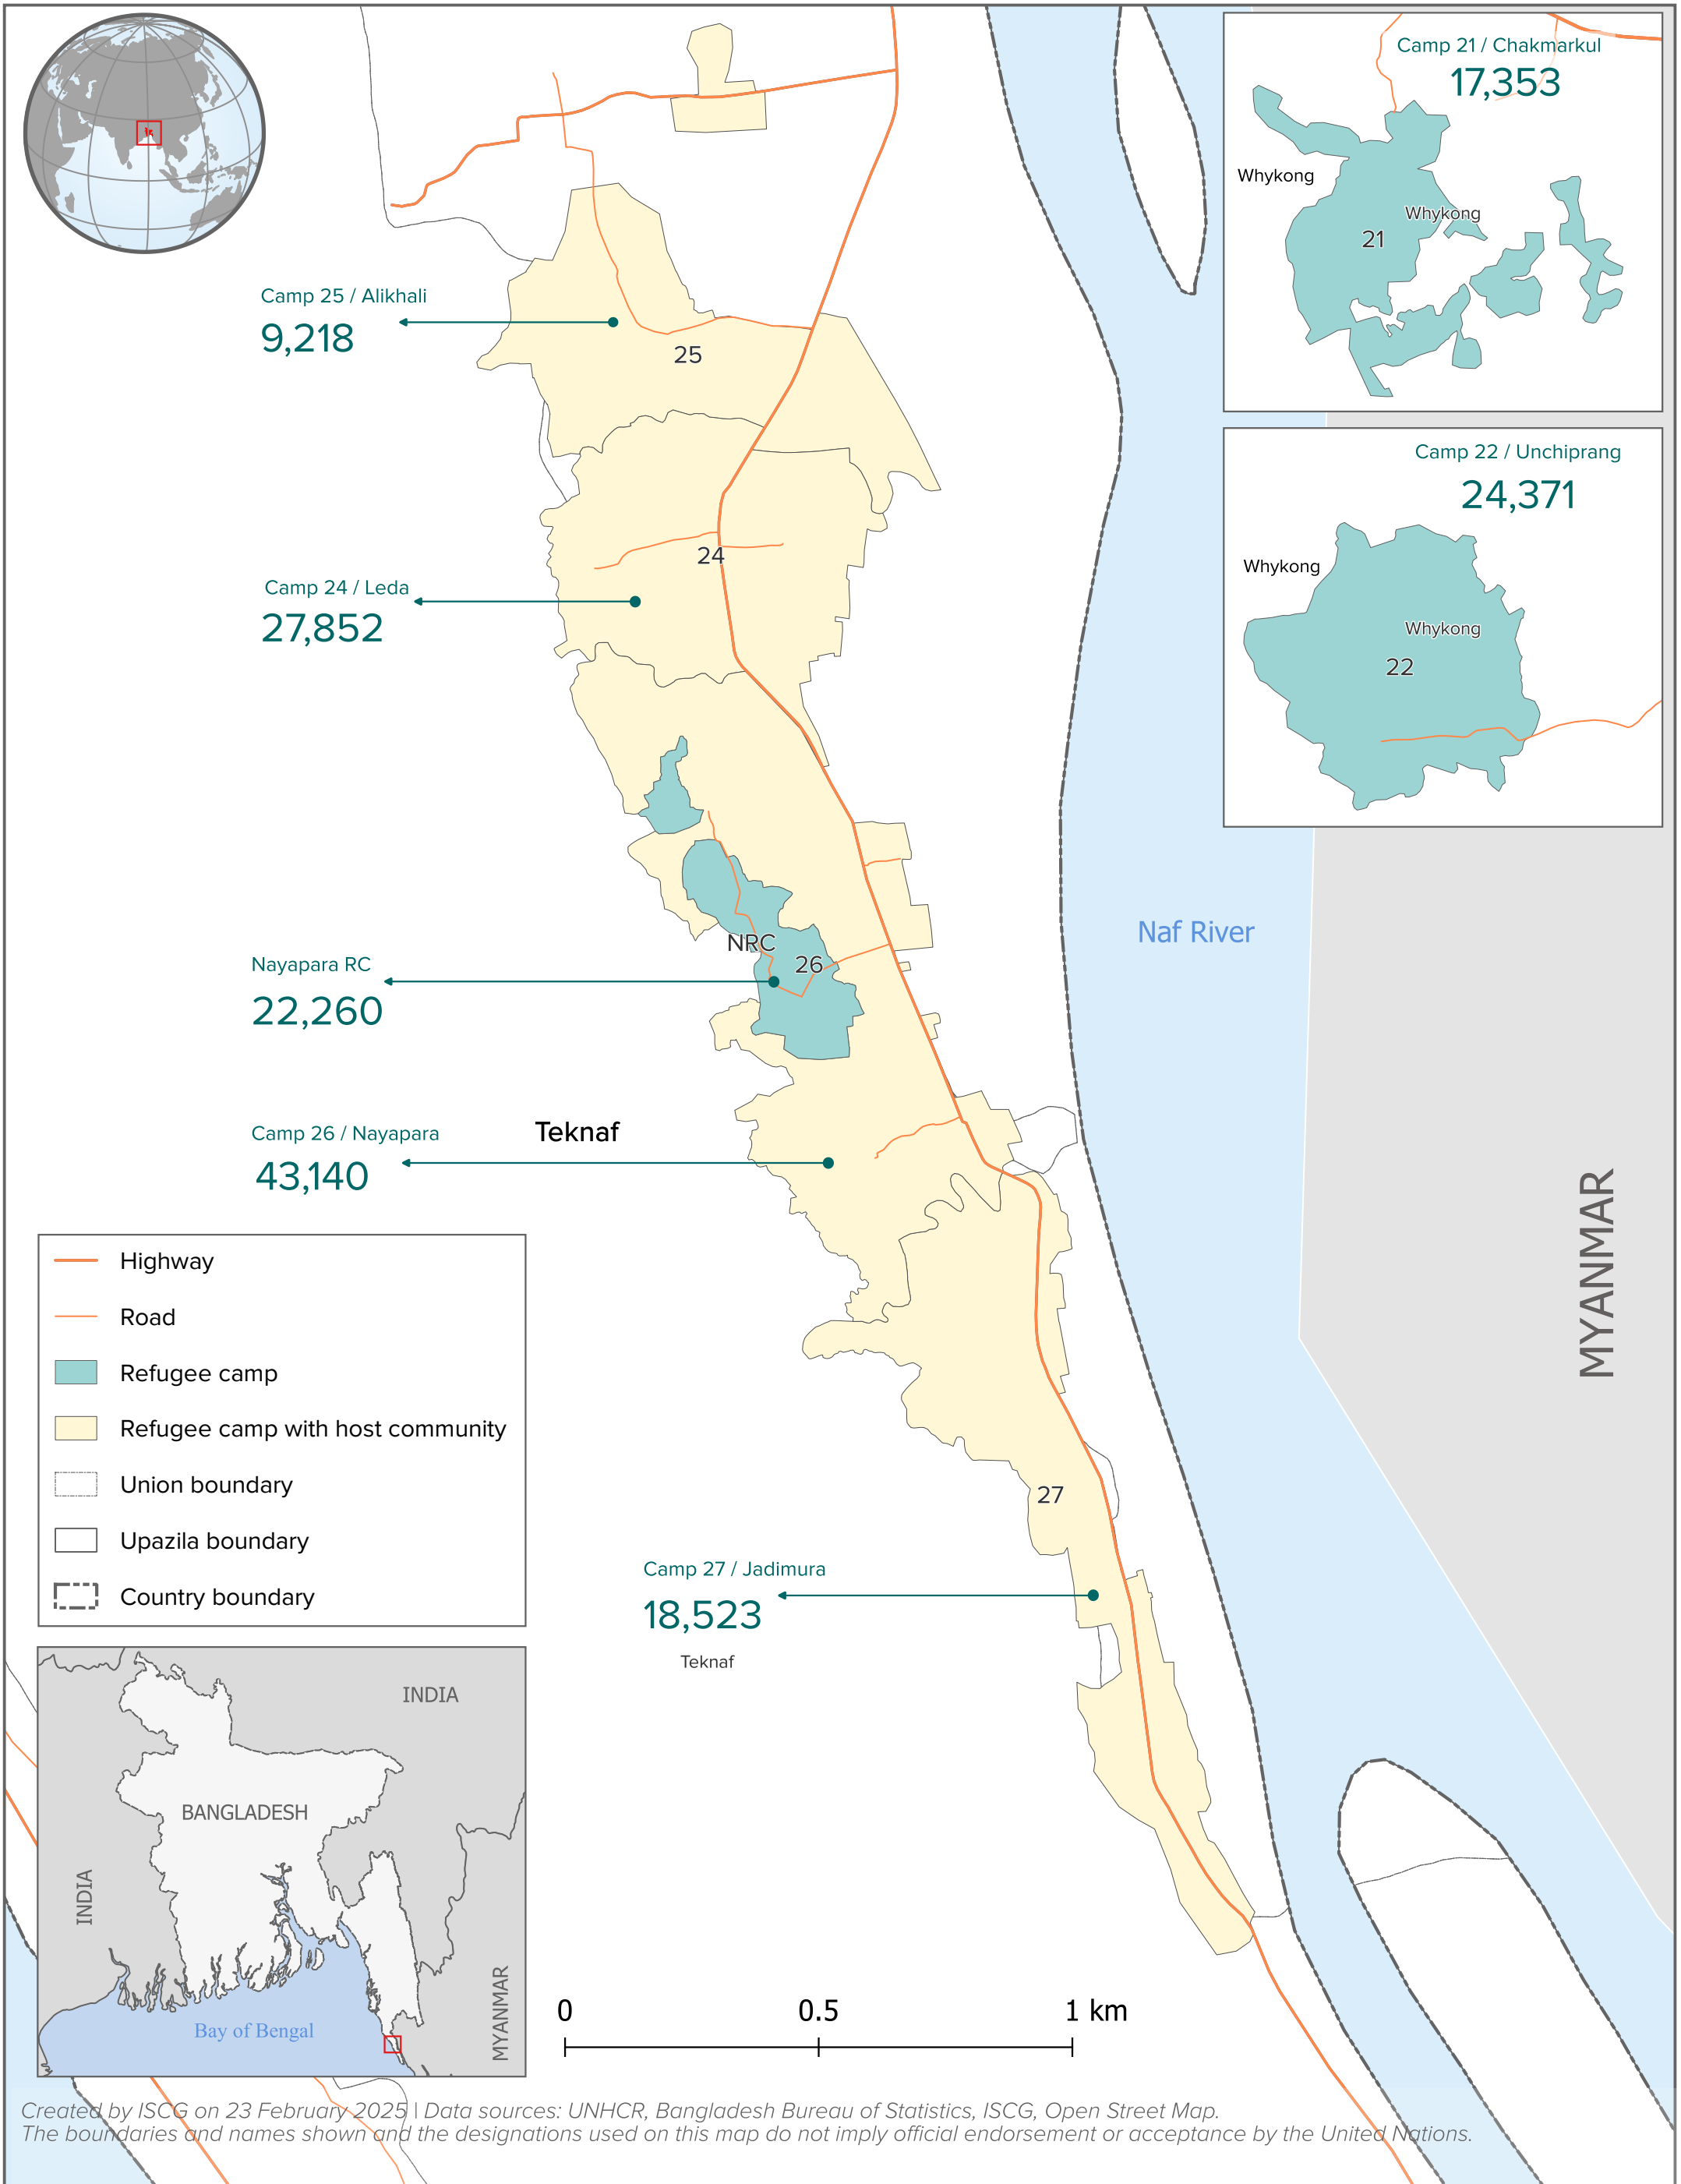 Camp 21 / Chakmarkul
17,353
Whykong
Whykong
21
Camp 25 / Alikhali
9,218
25
Camp 22 / Unchiprang
24,371
Whykong
Whykong
22
24
Camp 24 / Leda
27,852
Naf River
NRC
26
Nayapara RC
22,260
Camp 26 / Nayapara
43,140
Teknaf
MYANMAR
Highway
Road
Refugee camp
Refugee camp with host community
Union boundary
Upazila boundary
Country boundary
27
Camp 27 / Jadimura
18,523
Teknaf
INDIA
BANGLADESH
INDIA
MYANMAR
Bay of Bengal
0 0.5 1 km
Created by ISCG on 23 February 2025 | Data sources: UNHCR, Bangladesh Bureau of Statistics, ISCG, Open Street Map.
The boundaries and names shown and the designations used on this map do not imply official endorsement or acceptance by the United Nations.